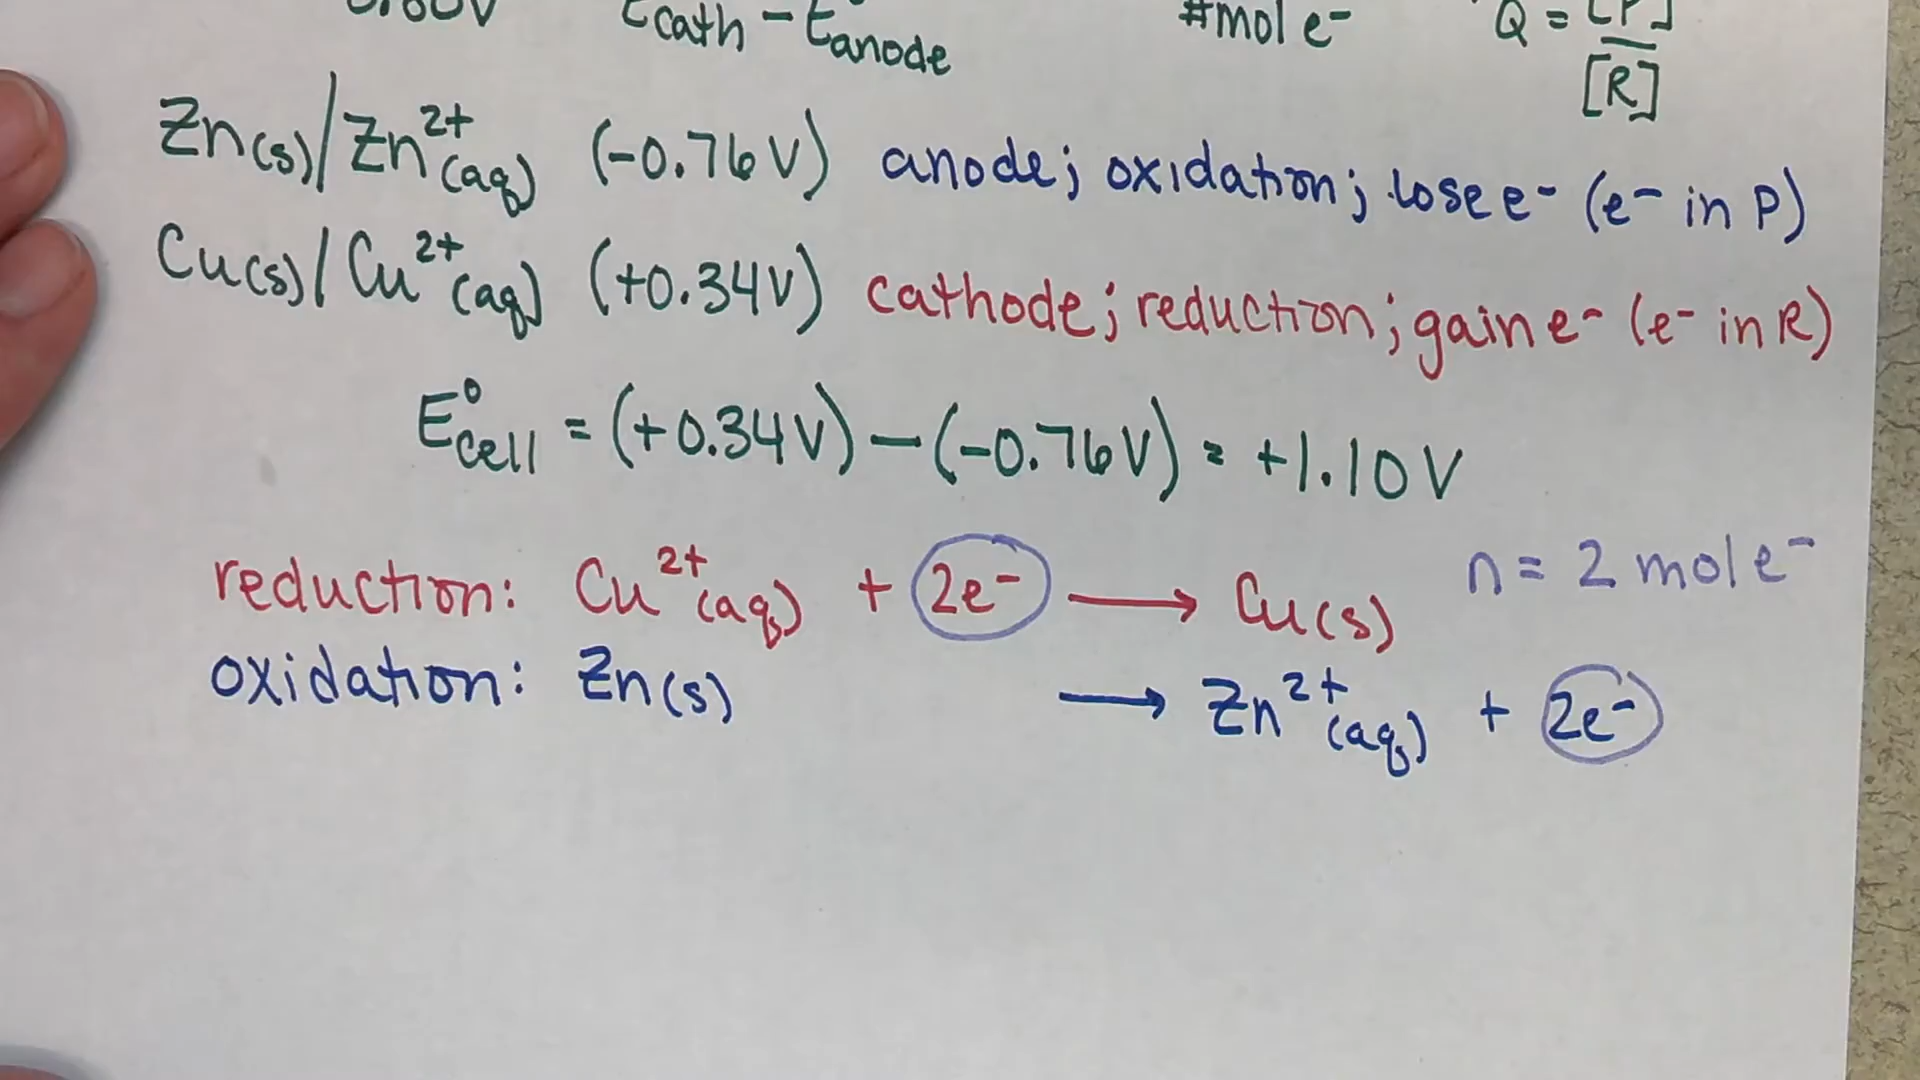 E°cath - E°anode #mol e⁻ Q = [P]
[R]
Zn(s)/Zn²⁺(aq) (-0.76V) anode; oxidation; lose e⁻ (e⁻ in P)
Cu(s)/Cu²⁺(aq) (+0.34V) cathode; reduction; gain e⁻ (e⁻ in R)
E°cell = (+0.34V) - (-0.76V) = +1.10V
reduction: Cu²⁺(aq) + 2e⁻ → Cu(s) n = 2 mol e⁻
oxidation: Zn(s) → Zn²⁺(aq) + 2e⁻